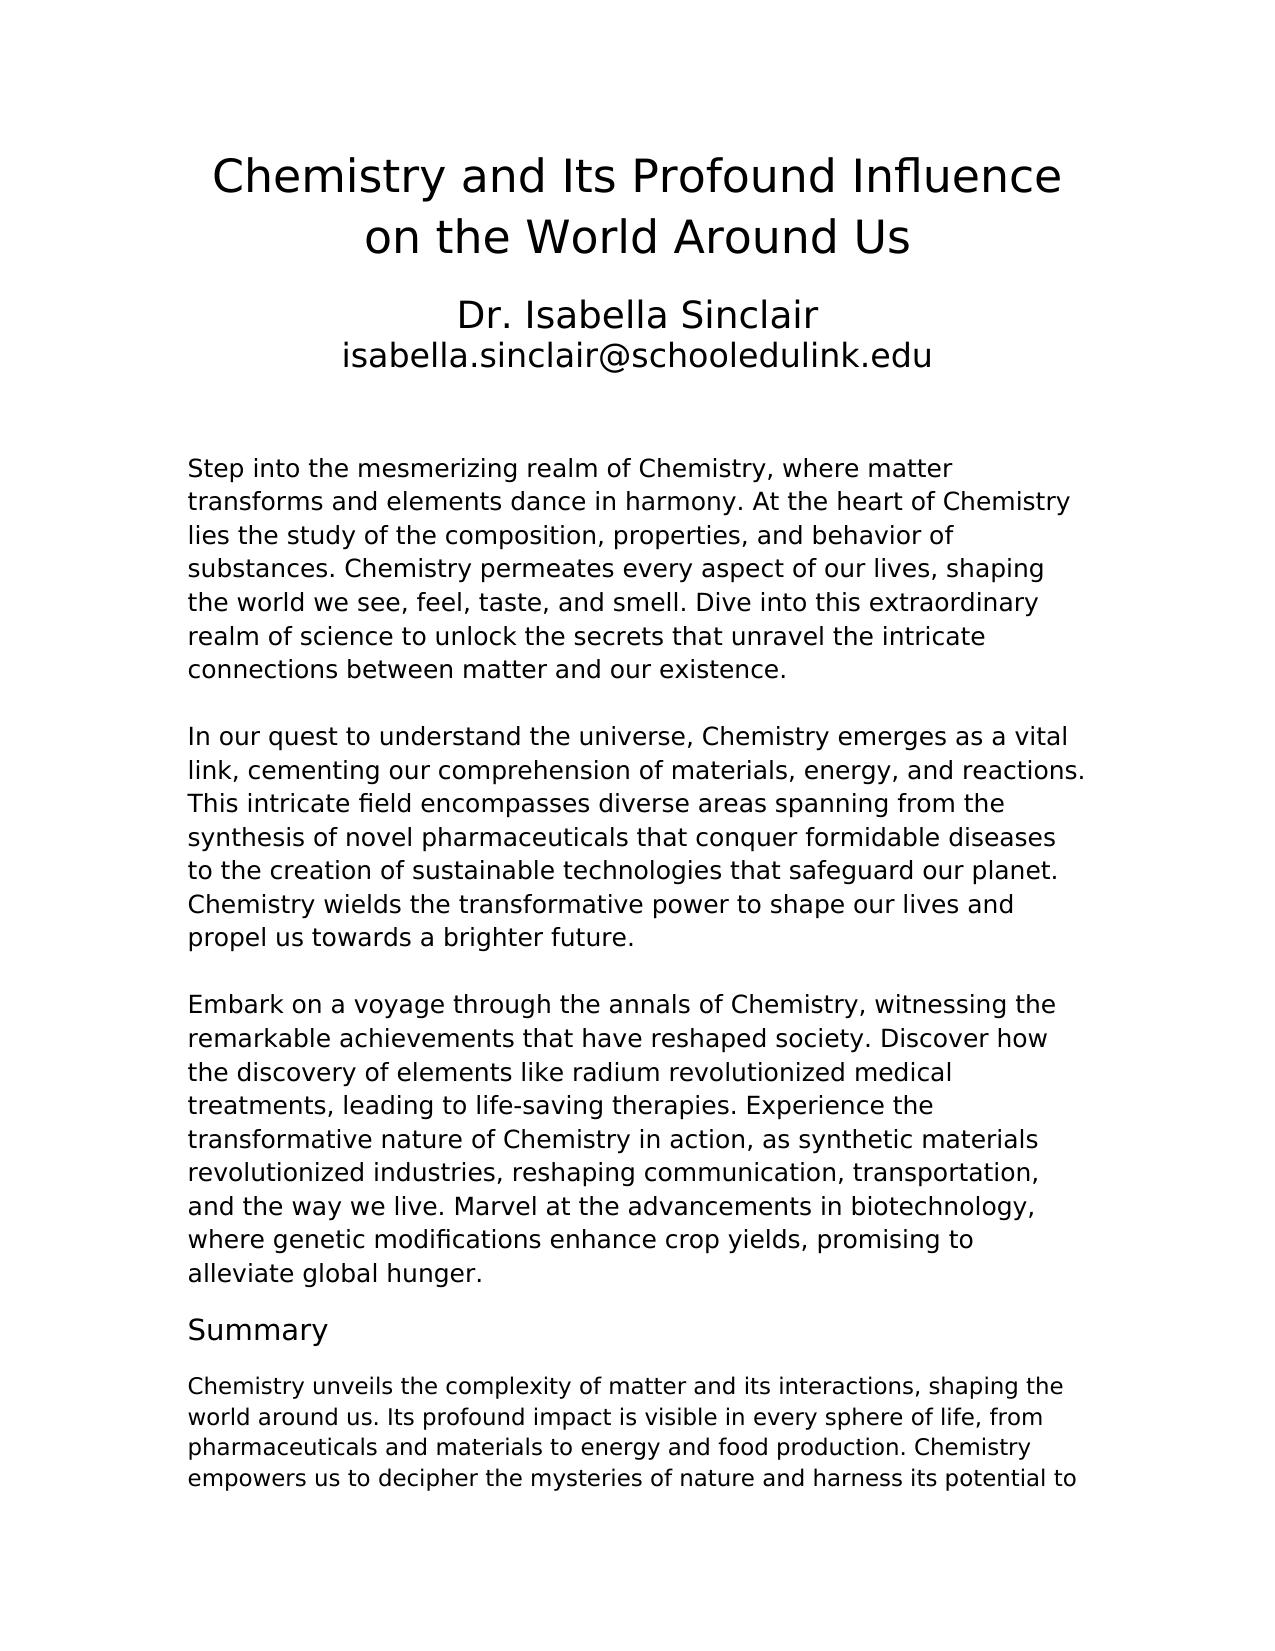 Chemistry and Its Profound Influence
on the World Around Us
Dr. Isabella Sinclair
isabella.sinclair@schooledulink.edu
Step into the mesmerizing realm of Chemistry, where matter
transforms and elements dance in harmony. At the heart of Chemistry
lies the study of the composition, properties, and behavior of
substances. Chemistry permeates every aspect of our lives, shaping
the world we see, feel, taste, and smell. Dive into this extraordinary
realm of science to unlock the secrets that unravel the intricate
connections between matter and our existence.
In our quest to understand the universe, Chemistry emerges as a vital
link, cementing our comprehension of materials, energy, and reactions.
This intricate field encompasses diverse areas spanning from the
synthesis of novel pharmaceuticals that conquer formidable diseases
to the creation of sustainable technologies that safeguard our planet.
Chemistry wields the transformative power to shape our lives and
propel us towards a brighter future.
Embark on a voyage through the annals of Chemistry, witnessing the
remarkable achievements that have reshaped society. Discover how
the discovery of elements like radium revolutionized medical
treatments, leading to life-saving therapies. Experience the
transformative nature of Chemistry in action, as synthetic materials
revolutionized industries, reshaping communication, transportation,
and the way we live. Marvel at the advancements in biotechnology,
where genetic modifications enhance crop yields, promising to
alleviate global hunger.
Summary
Chemistry unveils the complexity of matter and its interactions, shaping the
world around us. Its profound impact is visible in every sphere of life, from
pharmaceuticals and materials to energy and food production. Chemistry
empowers us to decipher the mysteries of nature and harness its potential to